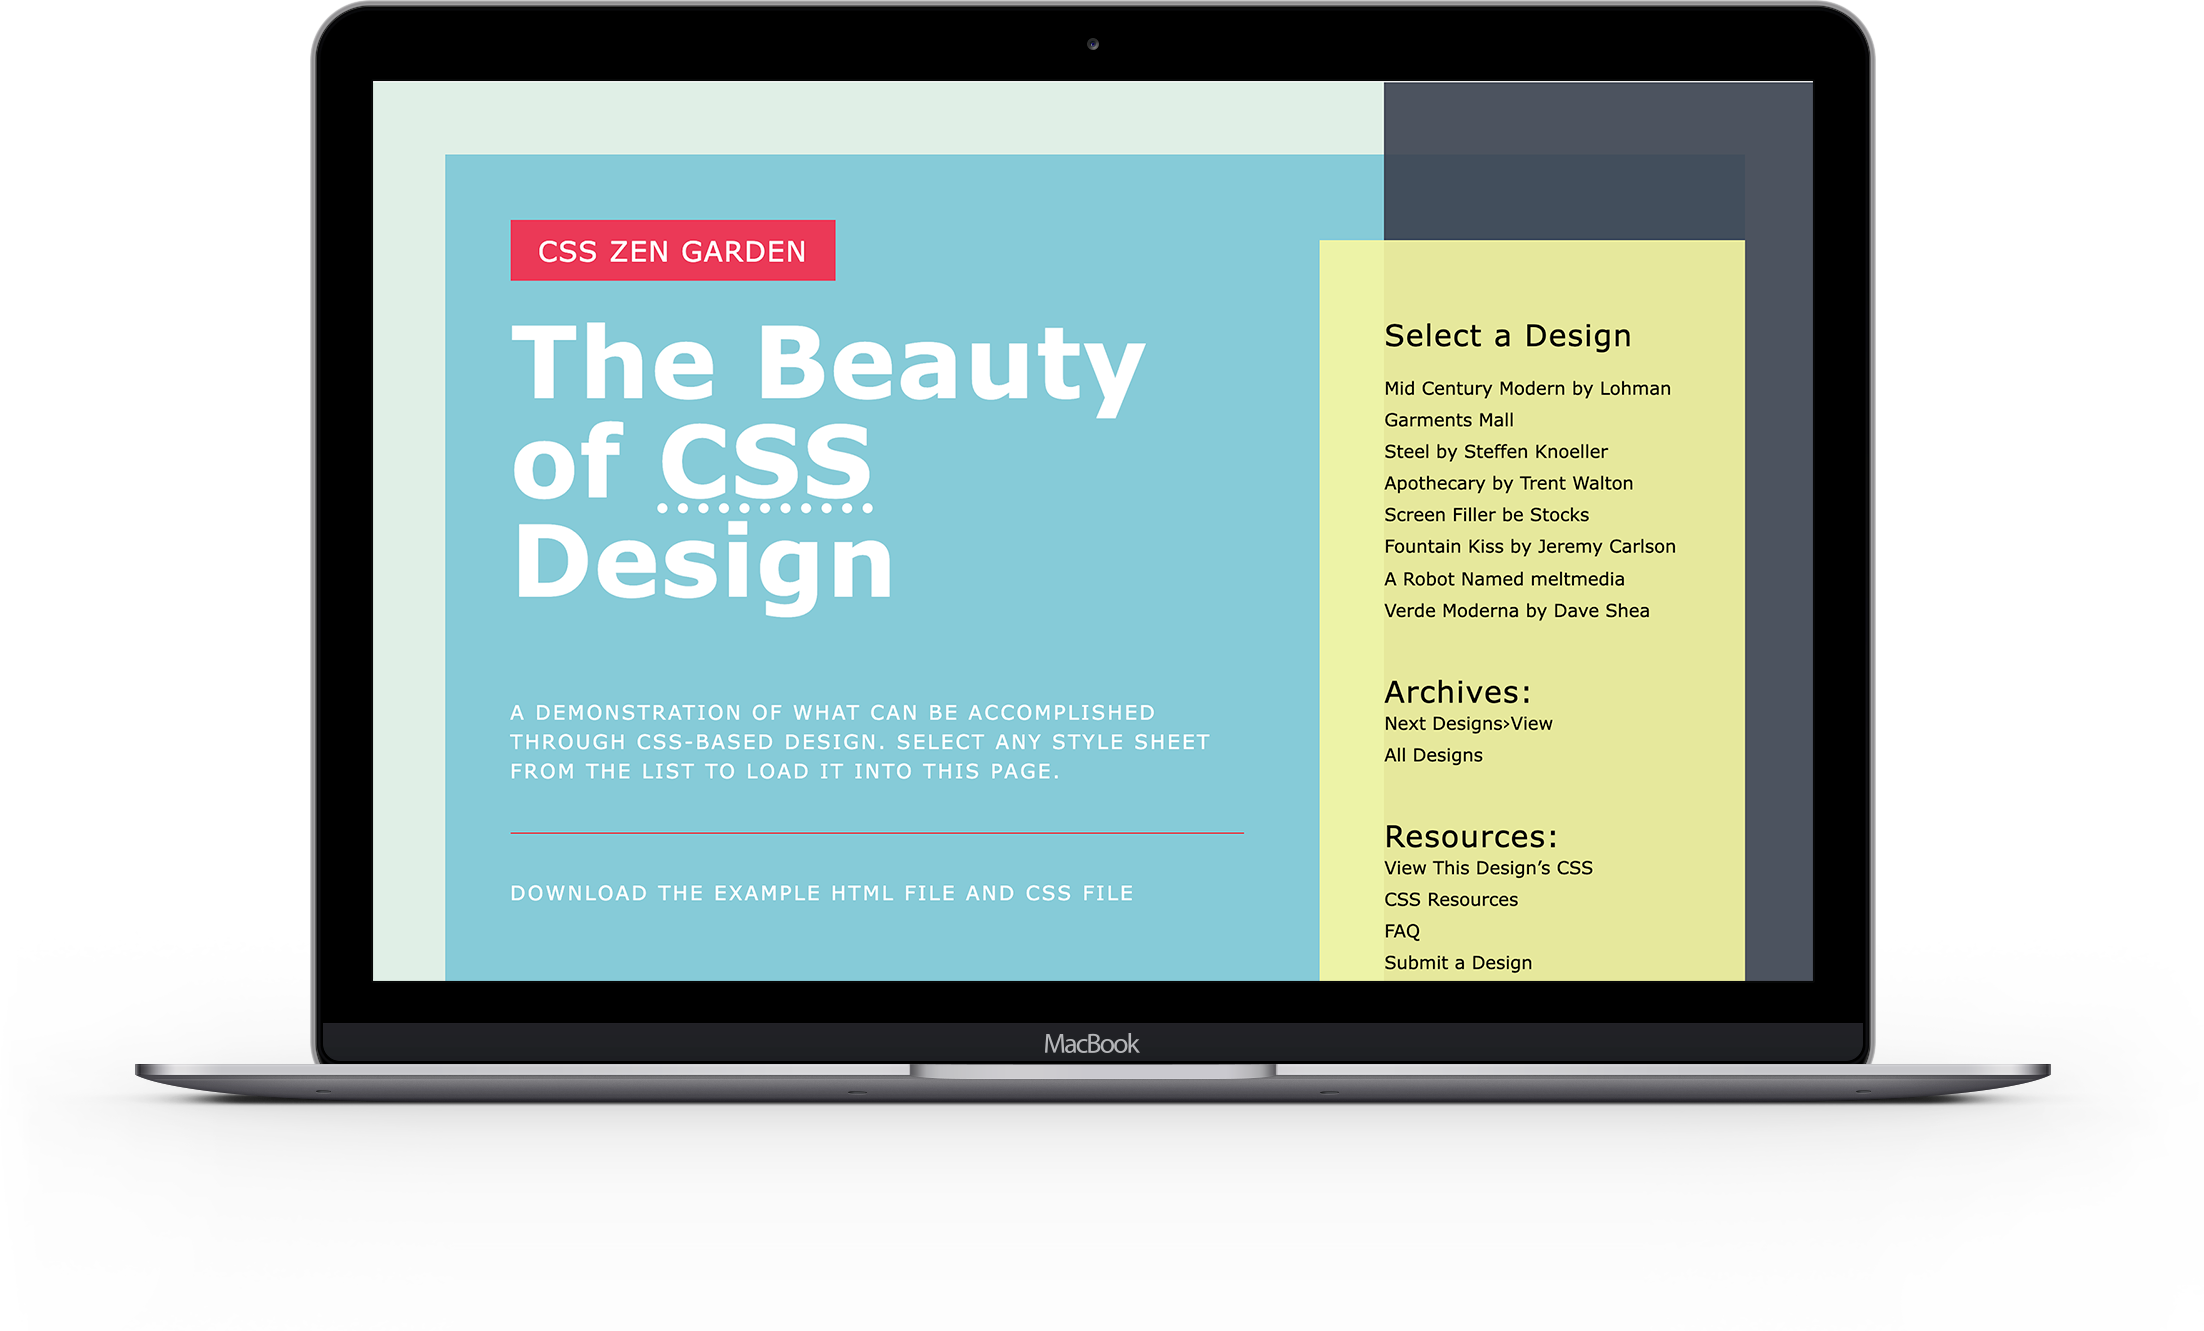 CSS ZEN GARDEN
The Beauty
of CSS
Design
A DEMONSTRATION OF WHAT CAN BE ACCOMPLISHED
THROUGH CSS-BASED DESIGN. SELECT ANY STYLE SHEET
FROM THE LIST TO LOAD IT INTO THIS PAGE.
DOWNLOAD THE EXAMPLE HTML FILE AND CSS FILE
Select a Design
Mid Century Modern by Lohman
Garments Mall
Steel by Steffen Knoeller
Apothecary by Trent Walton
Screen Filler be Stocks
Fountain Kiss by Jeremy Carlson
A Robot Named meltmedia
Verde Moderna by Dave Shea
Archives:
Next Designs›View
All Designs
Resources:
View This Design’s CSS
CSS Resources
FAQ
Submit a Design
MacBook